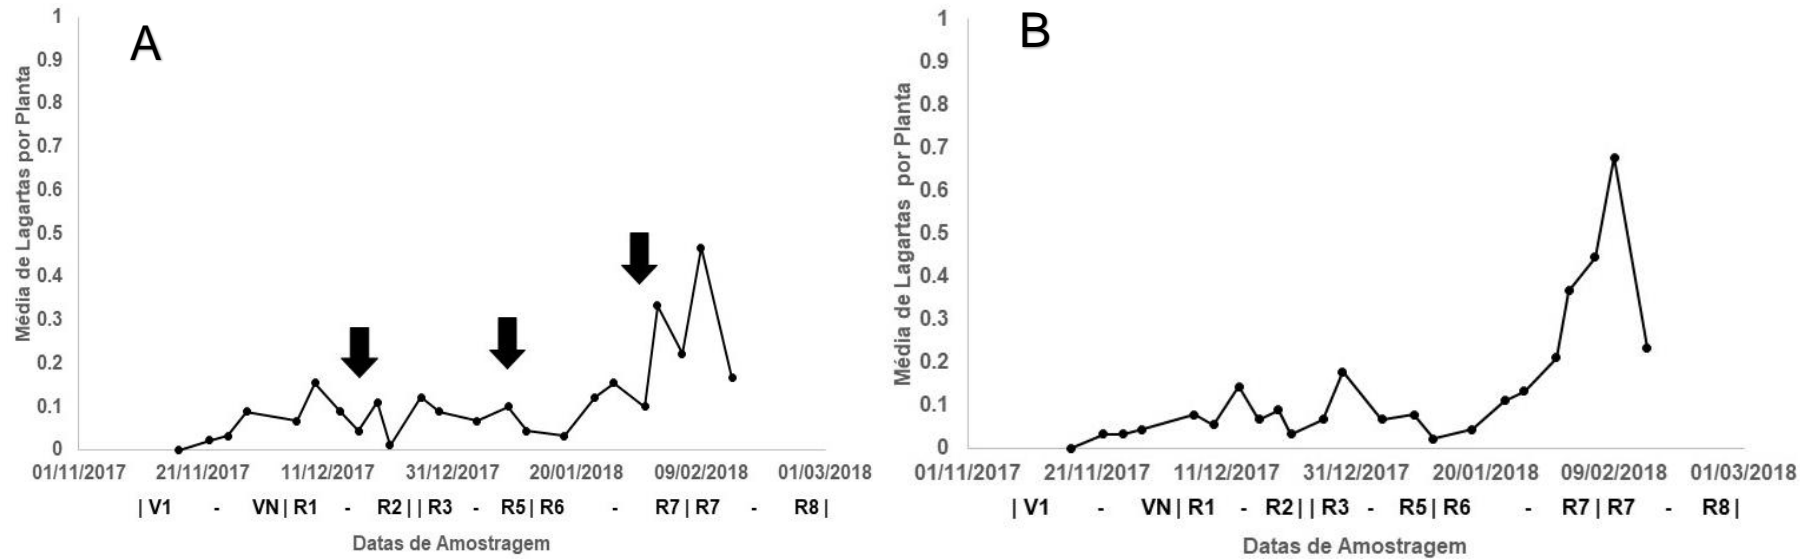 A
Média de Lagartas por Planta
1
0.9
0.8
0.7
0.6
0.5
0.4
0.3
0.2
0.1
0
01/11/2017 21/11/2017 11/12/2017 31/12/2017 20/01/2018 09/02/2018 01/03/2018
| V1 - VN | R1 - R2 | | R3 - R5 | R6 - R7 | R7 - R8 |
Datas de Amostragem
B
Média de Lagartas por Planta
1
0.9
0.8
0.7
0.6
0.5
0.4
0.3
0.2
0.1
0
01/11/2017 21/11/2017 11/12/2017 31/12/2017 20/01/2018 09/02/2018 01/03/2018
| V1 - VN | R1 - R2 | | R3 - R5 | R6 - R7 | R7 - R8 |
Datas de Amostragem